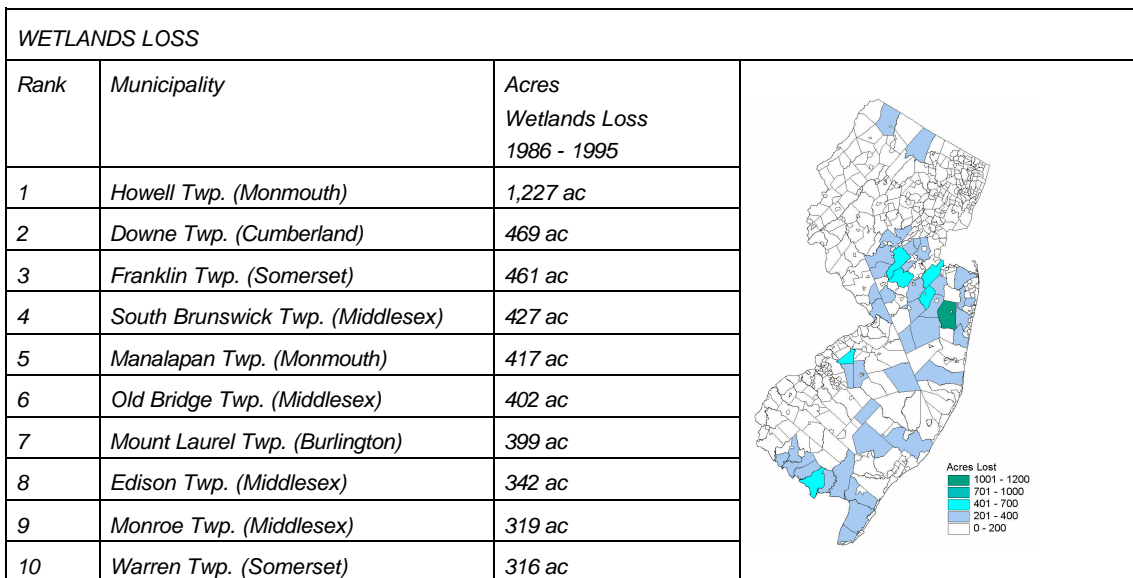 WETLANDS LOSS
Rank Municipality Acres
Wetlands Loss
1986 - 1995
1 Howell Twp. (Monmouth) 1,227 ac
2 Downe Twp. (Cumberland) 469 ac
3 Franklin Twp. (Somerset) 461 ac
4 South Brunswick Twp. (Middlesex) 427 ac
5 Manalapan Twp. (Monmouth) 417 ac
6 Old Bridge Twp. (Middlesex) 402 ac
7 Mount Laurel Twp. (Burlington) 399 ac
8 Edison Twp. (Middlesex) 342 ac
9 Monroe Twp. (Middlesex) 319 ac
10 Warren Twp. (Somerset) 316 ac
Acres Lost
1001 - 1200
701 - 1000
401 - 700
201 - 400
0 - 200